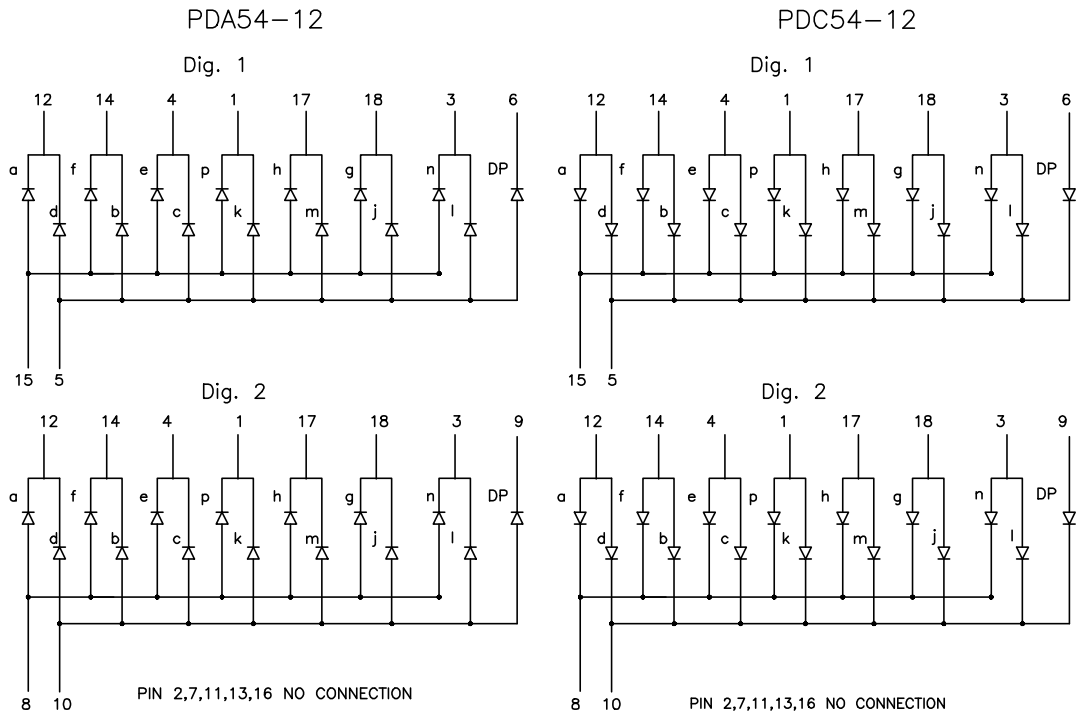 PDA54-12 PDC54-12
Dig. 1 Dig. 1
12 14 4 1 17 18 3 6 12 14 4 1 17 18 3 6
a f e p h g n DP a f e p h g n DP
d b c k m j l d b c k m j l
15 5 15 5
Dig. 2 Dig. 2
12 14 4 1 17 18 3 9 12 14 4 1 17 18 3 9
a f e p h g n DP a f e p h g n DP
d b c k m j l d b c k m j l
8 10 PIN 2,7,11,13,16 NO CONNECTION 8 10 PIN 2,7,11,13,16 NO CONNECTION